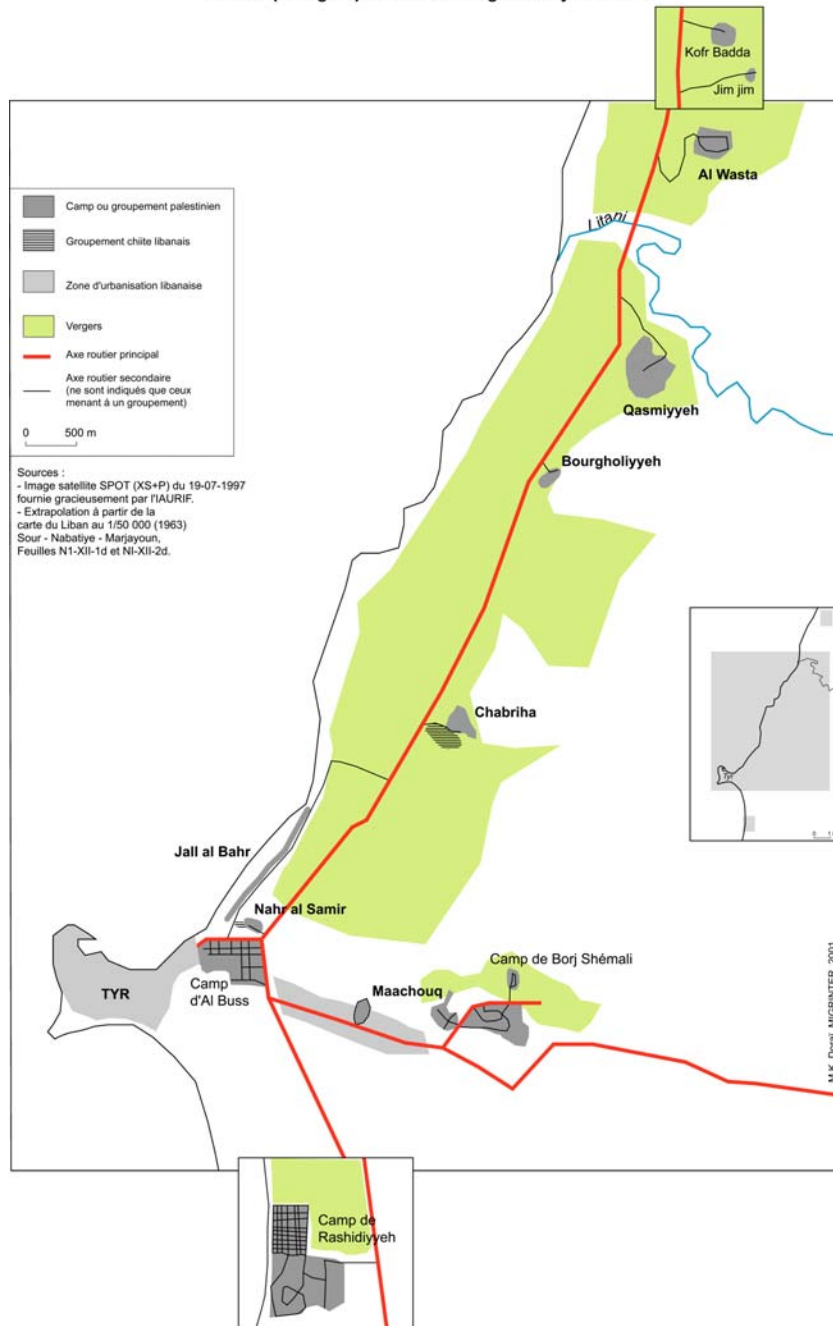 Kofr Badda
Jim jim
Al Wasta
Litani
Camp ou groupement palestinien
Groupement chiite libanais
Zone d'urbanisation libanaise
Vergers
Axe routier principal
Axe routier secondaire
(ne sont indiqués que ceux
menant à un groupement)
0 500 m
Sources :
- Image satellite SPOT (XS+P) du 19-07-1997
fournie gracieusement par l'IAURIF.
- Extrapolation à partir de la
carte du Liban au 1/50 000 (1963)
Sour - Nabatiye - Marjayoun,
Feuilles N1-XII-1d et NI-XII-2d.
Qasmiyyeh
Bourgholiyyeh
Chabriha
Jall al Bahr
Nahr al Samir
TYR
Camp
d'Al Buss
Maachouq
Camp de Borj Shémali
M.K. Doraï, MIGRINTER, 2001
Camp de
Rashidiyyeh